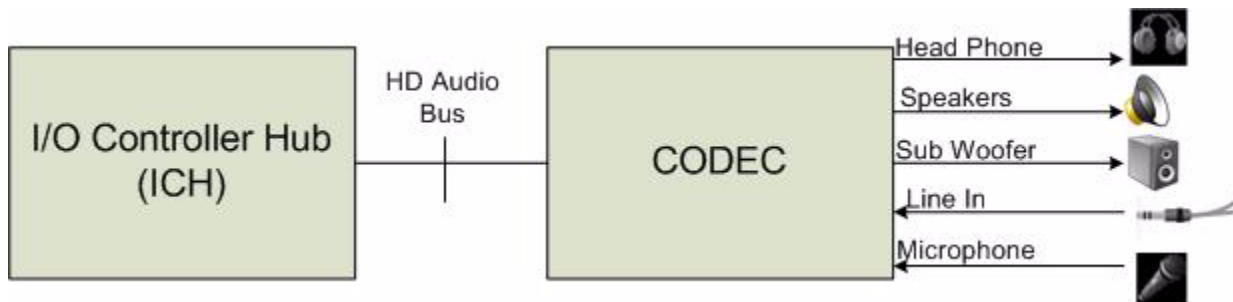 I/O Controller Hub
(ICH)
HD Audio
Bus
CODEC
Head Phone
Speakers
Sub Woofer
Line In
Microphone